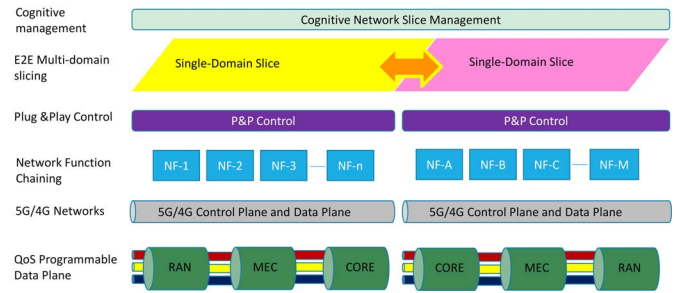 Cognitive
management
Cognitive Network Slice Management
E2E Multi-domain
slicing
Single-Domain Slice
Single-Domain Slice
Plug &Play Control
P&P Control
P&P Control
Network Function
Chaining
NF-1
NF-2
NF-3
NF-n
NF-A
NF-B
NF-C
NF-M
5G/4G Networks
5G/4G Control Plane and Data Plane
5G/4G Control Plane and Data Plane
QoS Programmable
Data Plane
RAN
MEC
CORE
CORE
MEC
RAN